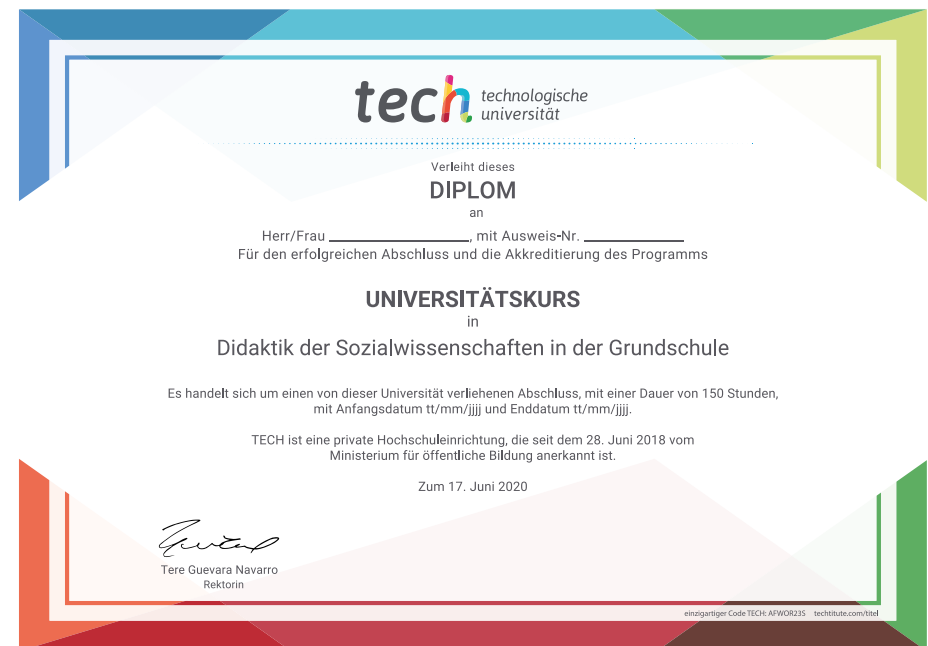 tech technologische
universität
Verleiht dieses
DIPLOM
an
Herr/Frau ____________________, mit Ausweis-Nr. ______________
Für den erfolgreichen Abschluss und die Akkreditierung des Programms
UNIVERSITÄTSKURS
in
Didaktik der Sozialwissenschaften in der Grundschule
Es handelt sich um einen von dieser Universität verliehenen Abschluss, mit einer Dauer von 150 Stunden,
mit Anfangsdatum tt/mm/jjjj und Enddatum tt/mm/jjjj.
TECH ist eine private Hochschuleinrichtung, die seit dem 28. Juni 2018 vom
Ministerium für öffentliche Bildung anerkannt ist.
Zum 17. Juni 2020
Tere Guevara Navarro
Rektorin
einzigartiger Code TECH: AFWOR23S techtitute.com/titel